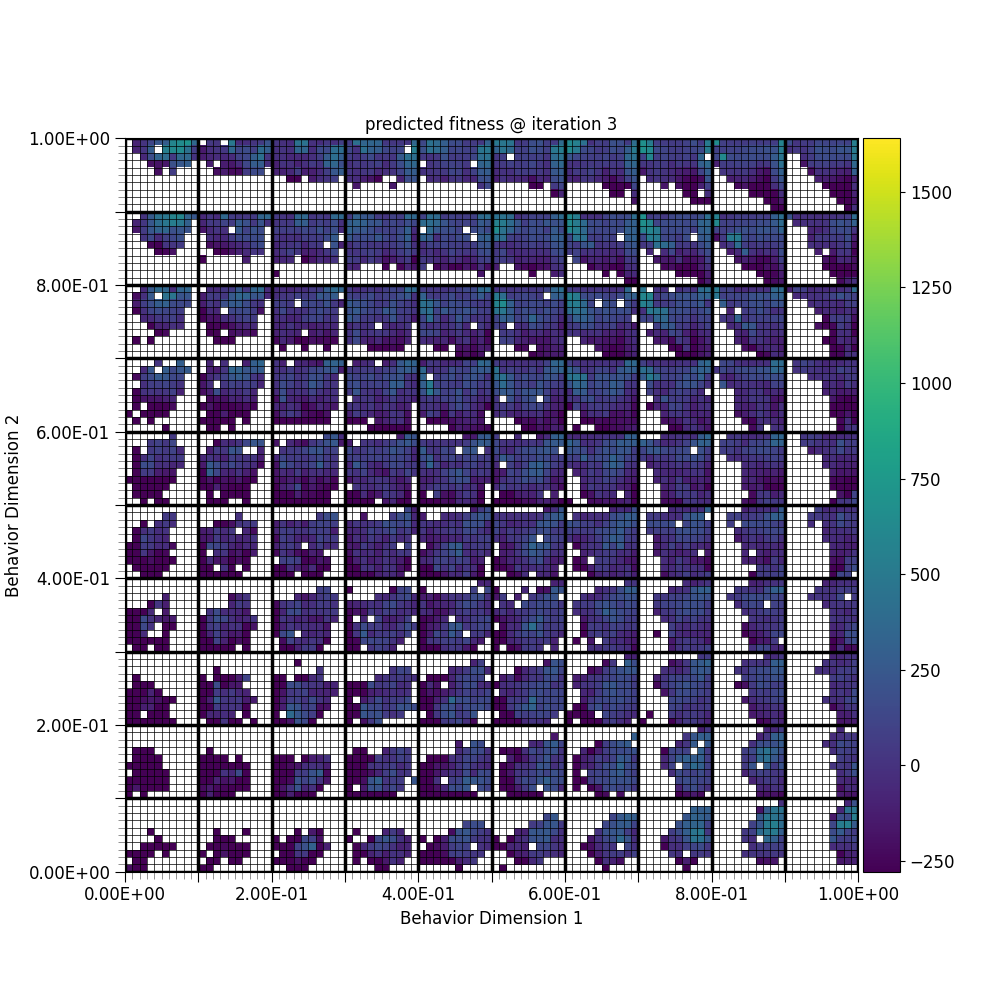 predicted fitness @ iteration 3
1.00E+00
8.00E-01
6.00E-01
4.00E-01
2.00E-01
0.00E+00
Behavior Dimension 2
0.00E+00 2.00E-01 4.00E-01 6.00E-01 8.00E-01 1.00E+00
Behavior Dimension 1
1500
1250
1000
750
500
250
0
−250